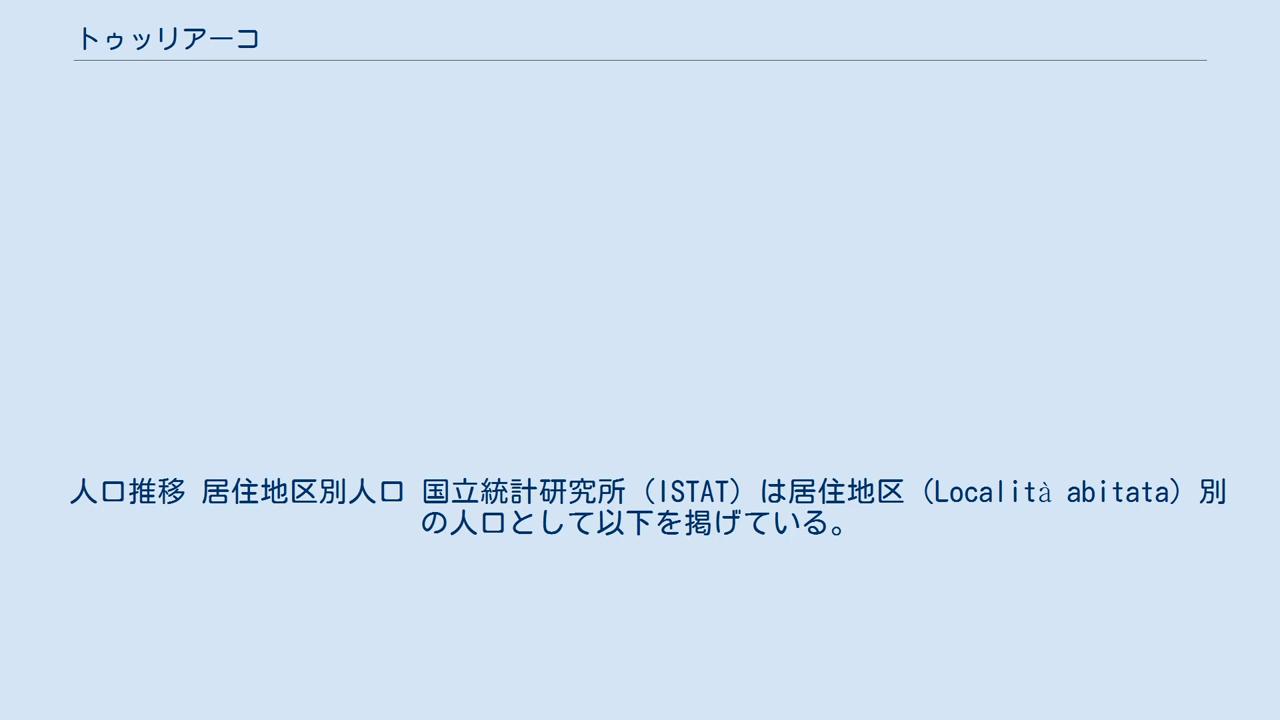 トゥッリアーコ
人口推移 居住地区別人口 国立統計研究所（ISTAT）は居住地区（Località abitata）別
の人口として以下を掲げている。